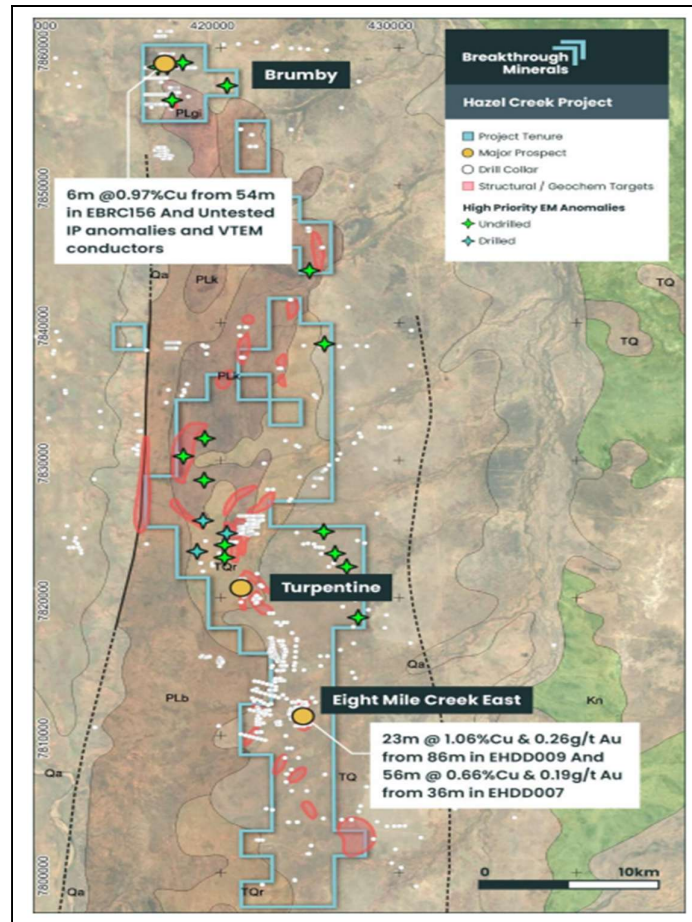 420000
430000
000
7860000
7850000
7840000
7830000
7820000
7810000
7800000
Breakthrough
Minerals
Hazel Creek Project
Project Tenure
Major Prospect
Drill Collar
Structural / Geochem Targets
High Priority EM Anomalies
Undrilled
Drilled
Brumby
PLgi
6m @0.97%Cu from 54m
in EBRC156 And Untested
IP anomalies and VTEM
conductors
Qa
PLk
TQ
TQ
PLk
TQr
Turpentine
Qa
PLb
Kn
Eight Mile Creek East
23m @ 1.06%Cu & 0.26g/t Au
from 86m in EHDD009 And
56m @ 0.66%Cu & 0.19g/t Au
from 36m in EHDD007
Qa
TQ
Qa
TQr
0
10km